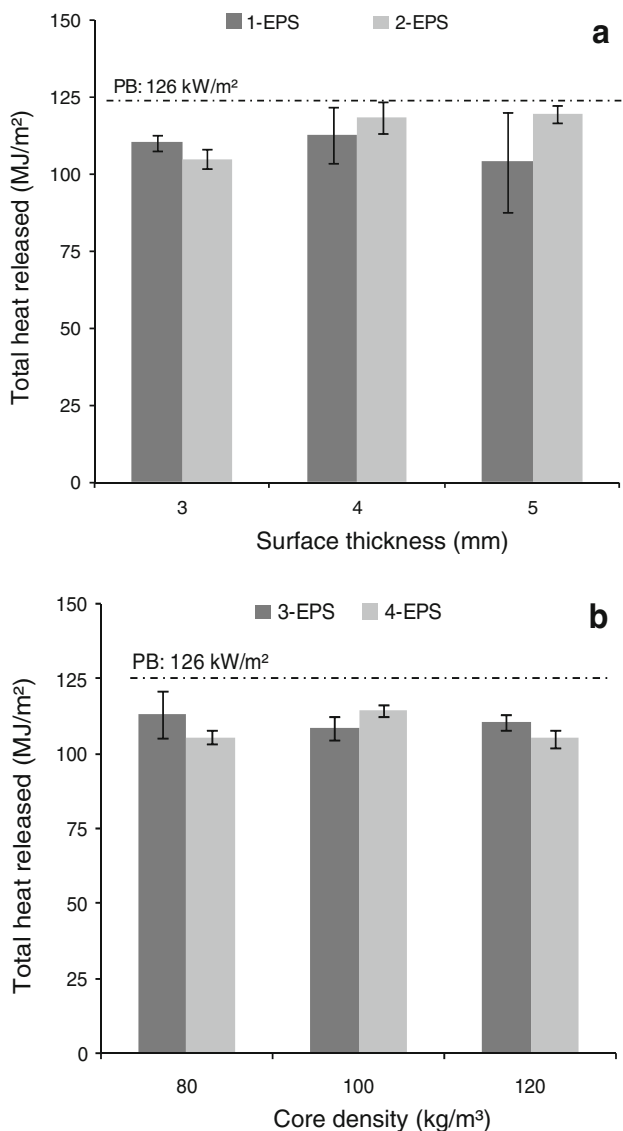 150
1-EPS 2-EPS
a
PB: 126 kW/m²
125
100
75
50
25
0
Total heat released (MJ/m²)
3 4 5
Surface thickness (mm)
150
3-EPS 4-EPS
b
PB: 126 kW/m²
125
100
75
50
25
0
Total heat released (MJ/m²)
80 100 120
Core density (kg/m³)